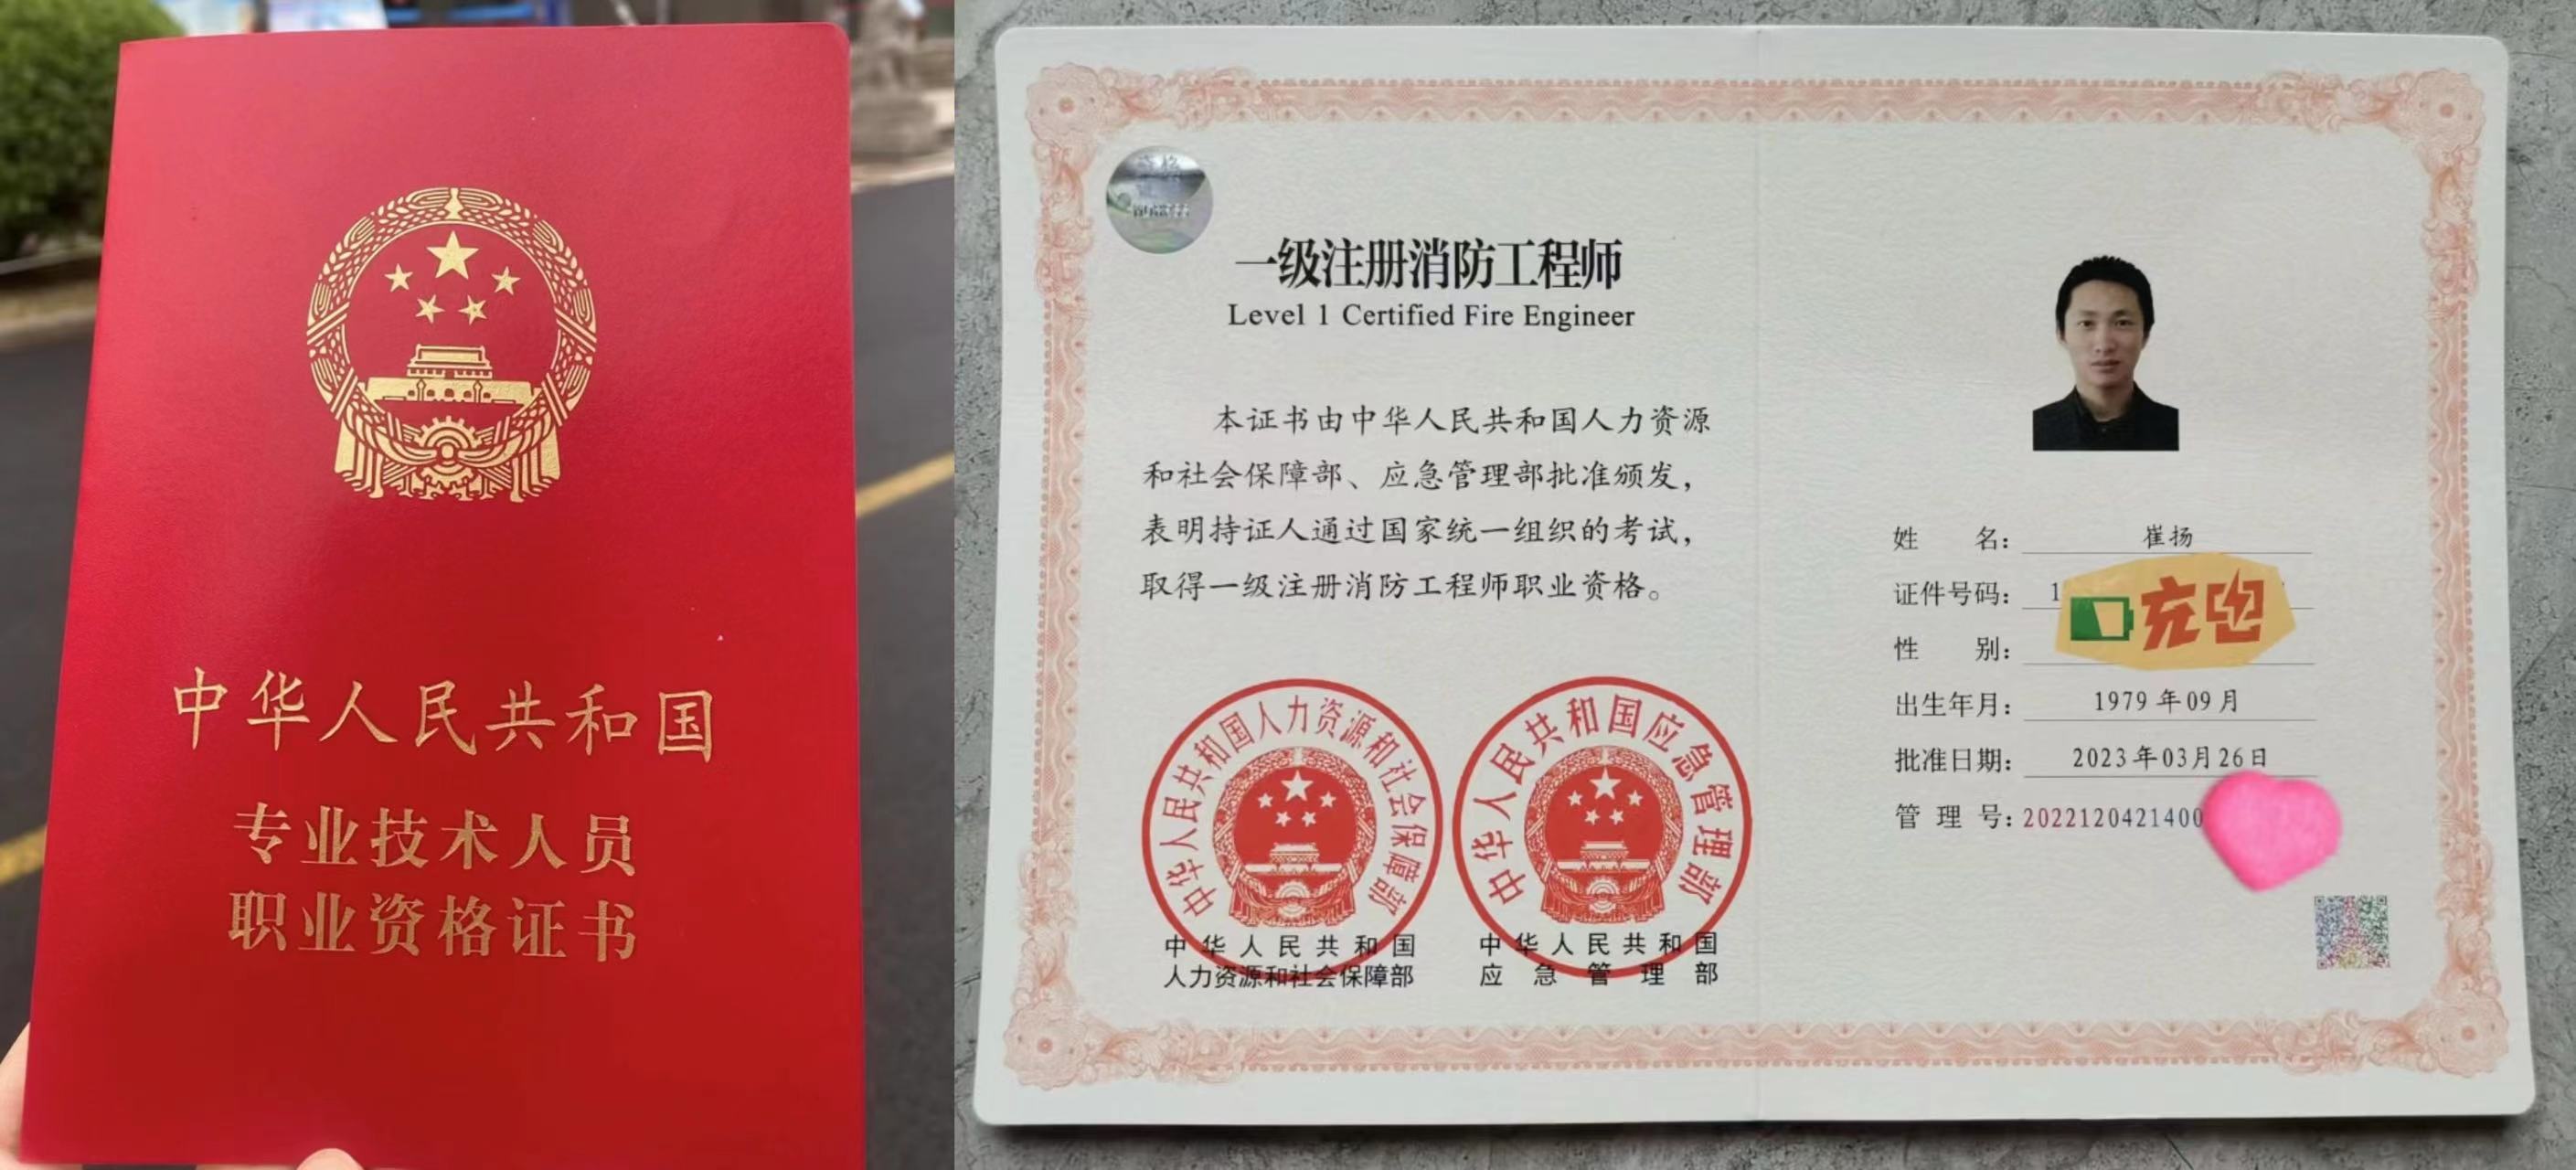 中华人民共和国
专业技术人员
职业资格证书
一级注册消防工程师
Level 1 Certified Fire Engineer
本证书由中华人民共和国人力资源
和社会保障部、应急管理部批准颁发，
表明持证人通过国家统一组织的考试，
取得一级注册消防工程师职业资格。
中华人民共和国人力资源和社会保障部
中华人民共和国应急管理部
中华人民共和国
人力资源和社会保障部
中华人民共和国
应急管理部
姓名：崔扬
证件号码：1
充电
性别：
出生年月：1979年09月
批准日期：2023年03月26日
管理号：2022120421400